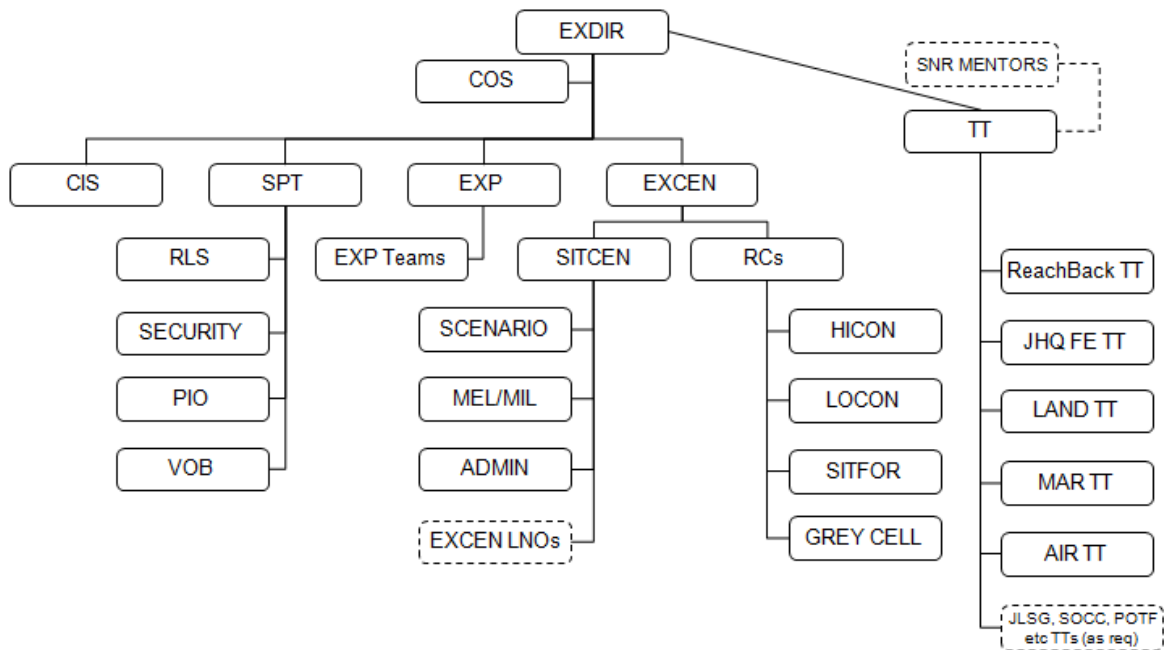 EXDIR
COS
SNR MENTORS
TT
CIS
SPT
EXP
EXCEN
RLS
EXP Teams
SITCEN
RCs
ReachBack TT
SECURITY
SCENARIO
HICON
JHQ FE TT
PIO
MEL/MIL
LOCON
LAND TT
VOB
ADMIN
SITFOR
MAR TT
EXCEN LNOs
GREY CELL
AIR TT
JLSG, SOCC, POTF
etc TTs (as req)